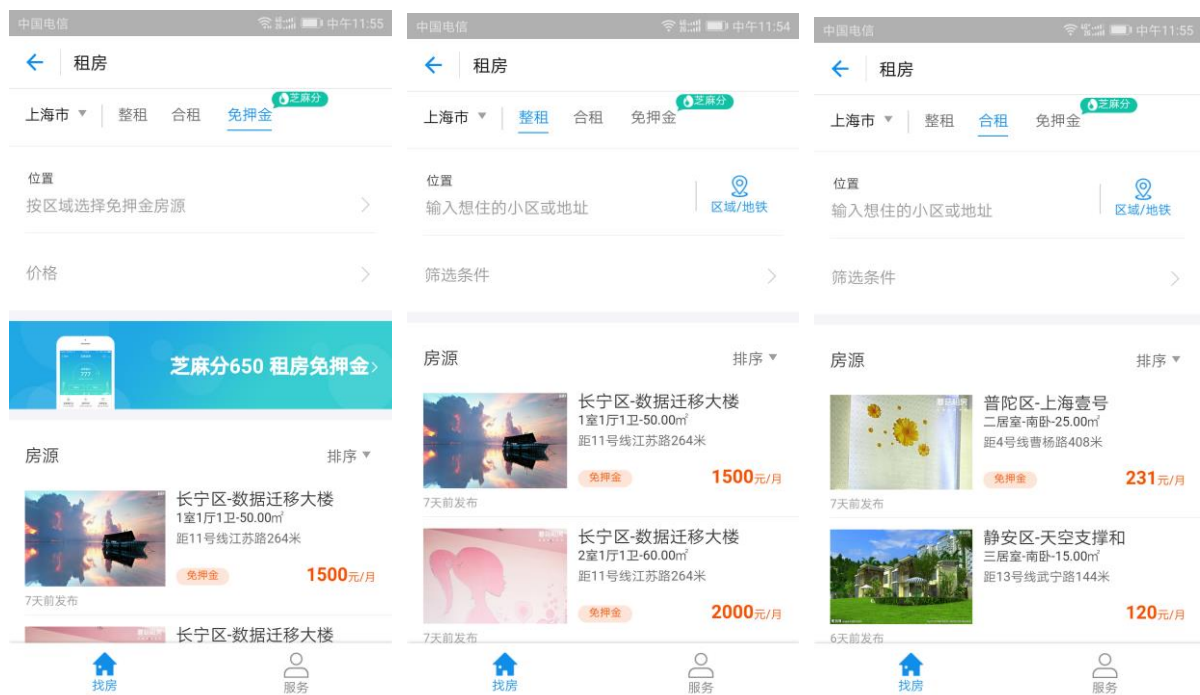 中国电信
中午11:55
租房
上海市
整租
合租
免押金
芝麻分
位置
按区域选择免押金房源
价格
芝麻分650 租房免押金
房源
排序
长宁区-数据迁移大楼
1室1厅1卫-50.00㎡
距11号线江苏路264米
免押金
1500元/月
7天前发布
长宁区-数据迁移大楼
找房
服务
中国电信
中午11:54
租房
上海市
整租
合租
免押金
芝麻分
位置
输入想住的小区或地址
区域/地铁
筛选条件
房源
排序
长宁区-数据迁移大楼
1室1厅1卫-50.00㎡
距11号线江苏路264米
免押金
1500元/月
7天前发布
长宁区-数据迁移大楼
2室1厅1卫-60.00㎡
距11号线江苏路264米
免押金
2000元/月
7天前发布
找房
服务
中国电信
中午11:55
租房
上海市
整租
合租
免押金
芝麻分
位置
输入想住的小区或地址
区域/地铁
筛选条件
房源
排序
普陀区-上海壹号
二居室-南卧-25.00㎡
距4号线曹杨路408米
免押金
231元/月
7天前发布
静安区-天空支撑和
三居室-南卧-15.00㎡
距13号线武宁路144米
120元/月
6天前发布
找房
服务